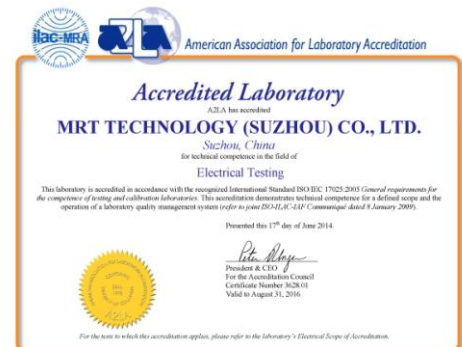 ilac-MRA
A2LA
American Association for Laboratory Accreditation
Accredited Laboratory
A2LA has accredited
MRT TECHNOLOGY (SUZHOU) CO., LTD.
Suzhou, China
for technical competence in the field of
Electrical Testing
This laboratory is accredited in accordance with the recognized International Standard ISO/IEC 17025:2005 General requirements for
the competence of testing and calibration laboratories. This accreditation demonstrates technical competence for a defined scope and the
operation of a laboratory quality management system (refer to joint ISO-ILAC-IAF Communiqué dated 8 January 2009).
Presented this 17th day of June 2014.
President & CEO
For the Accreditation Council
Certificate Number 3628.01
Valid to August 31, 2016
A2LA
For the tests to which this accreditation applies, please refer to the laboratory's Electrical Scope of Accreditation.